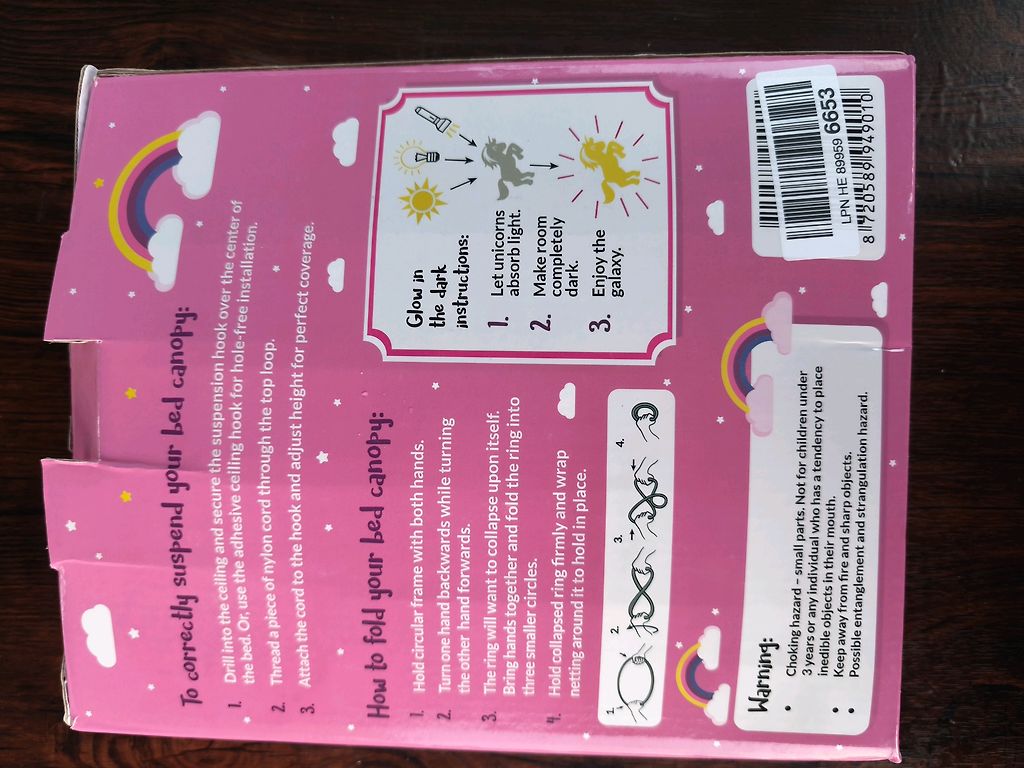 To correctly suspend your bed canopy:
1. Drill into the ceiling and secure the suspension hook over the center of
the bed. Or, use the adhesive ceiling hook for hole-free installation.
2. Thread a piece of nylon cord through the top loop.
3. Attach the cord to the hook and adjust height for perfect coverage.
How to fold your bed canopy:
1. Hold circular frame with both hands.
2. Turn one hand backwards while turning
the other hand forwards.
3. The ring will want to collapse upon itself.
Bring hands together and fold the ring into
three smaller circles.
4. Hold collapsed ring firmly and wrap
netting around it to hold in place.
1. 2. 3. 4.
Glow in
the dark
instructions:
1. Let unicorns
absorb light.
2. Make room
completely
dark.
3. Enjoy the
galaxy.
Warning:
• Choking hazard – small parts. Not for children under
3 years or any individual who has a tendency to place
inedible objects in their mouth.
• Keep away from fire and sharp objects.
• Possible entanglement and strangulation hazard.
LPN HE 89959 6653
8 720589 949010